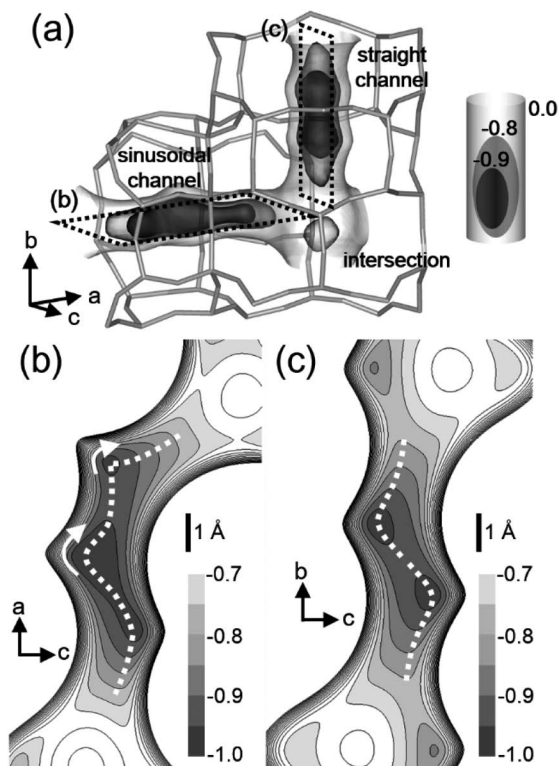 (a)
(c)
straight
channel
0.0
-0.8
-0.9
sinusoidal
channel
(b)
intersection
b
a
c
(b)
(c)
1 Å
1 Å
a
c
b
c
-0.7
-0.8
-0.9
-1.0
-0.7
-0.8
-0.9
-1.0